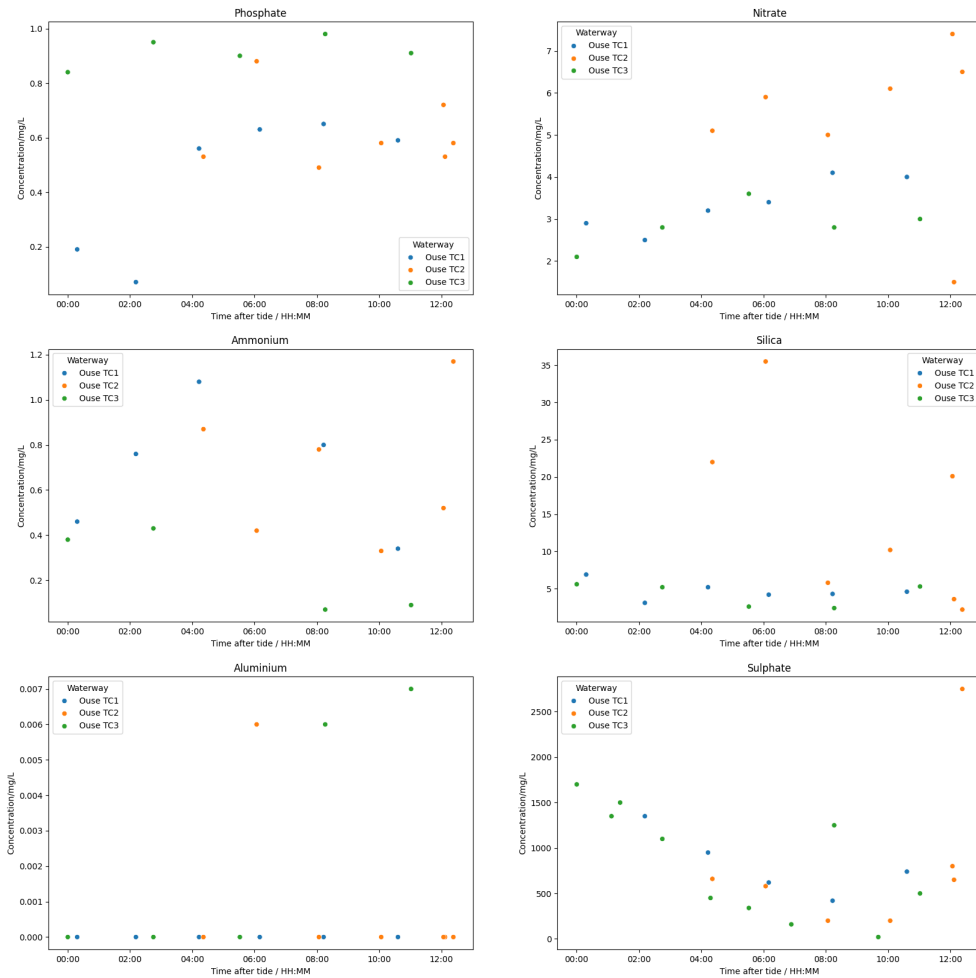 Phosphate
Concentration/mg/L
1.0
0.8
0.6
0.4
0.2
Waterway
Ouse TC1
Ouse TC2
Ouse TC3
00:00 02:00 04:00 06:00 08:00 10:00 12:00
Time after tide / HH:MM
Nitrate
Concentration/mg/L
Waterway
Ouse TC1
Ouse TC2
Ouse TC3
7
6
5
4
3
2
00:00 02:00 04:00 06:00 08:00 10:00 12:00
Time after tide / HH:MM
Ammonium
Concentration/mg/L
Waterway
Ouse TC1
Ouse TC2
Ouse TC3
1.2
1.0
0.8
0.6
0.4
0.2
00:00 02:00 04:00 06:00 08:00 10:00 12:00
Time after tide / HH:MM
Silica
Concentration/mg/L
Waterway
Ouse TC1
Ouse TC2
Ouse TC3
35
30
25
20
15
10
5
00:00 02:00 04:00 06:00 08:00 10:00 12:00
Time after tide / HH:MM
Aluminium
Concentration/mg/L
Waterway
Ouse TC1
Ouse TC2
Ouse TC3
0.007
0.006
0.005
0.004
0.003
0.002
0.001
0.000
00:00 02:00 04:00 06:00 08:00 10:00 12:00
Time after tide / HH:MM
Sulphate
Concentration/mg/L
Waterway
Ouse TC1
Ouse TC2
Ouse TC3
2500
2000
1500
1000
500
0
00:00 02:00 04:00 06:00 08:00 10:00 12:00
Time after tide / HH:MM